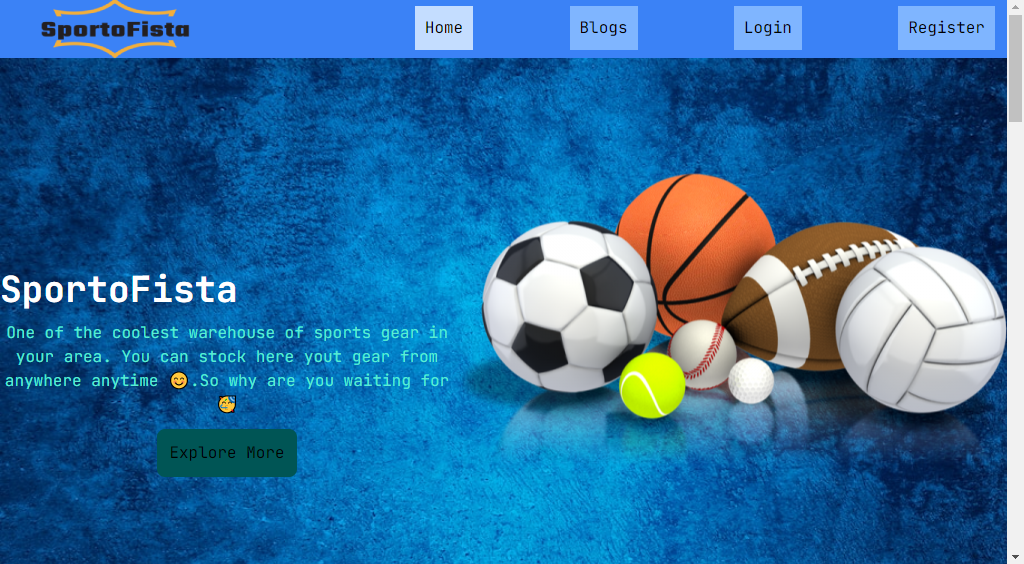 SportoFista
Home
Blogs
Login
Register
SportoFista
One of the coolest warehouse of sports gear in
your area. You can stock here yout gear from
anywhere anytime 😊.So why are you waiting for
🥳
Explore More